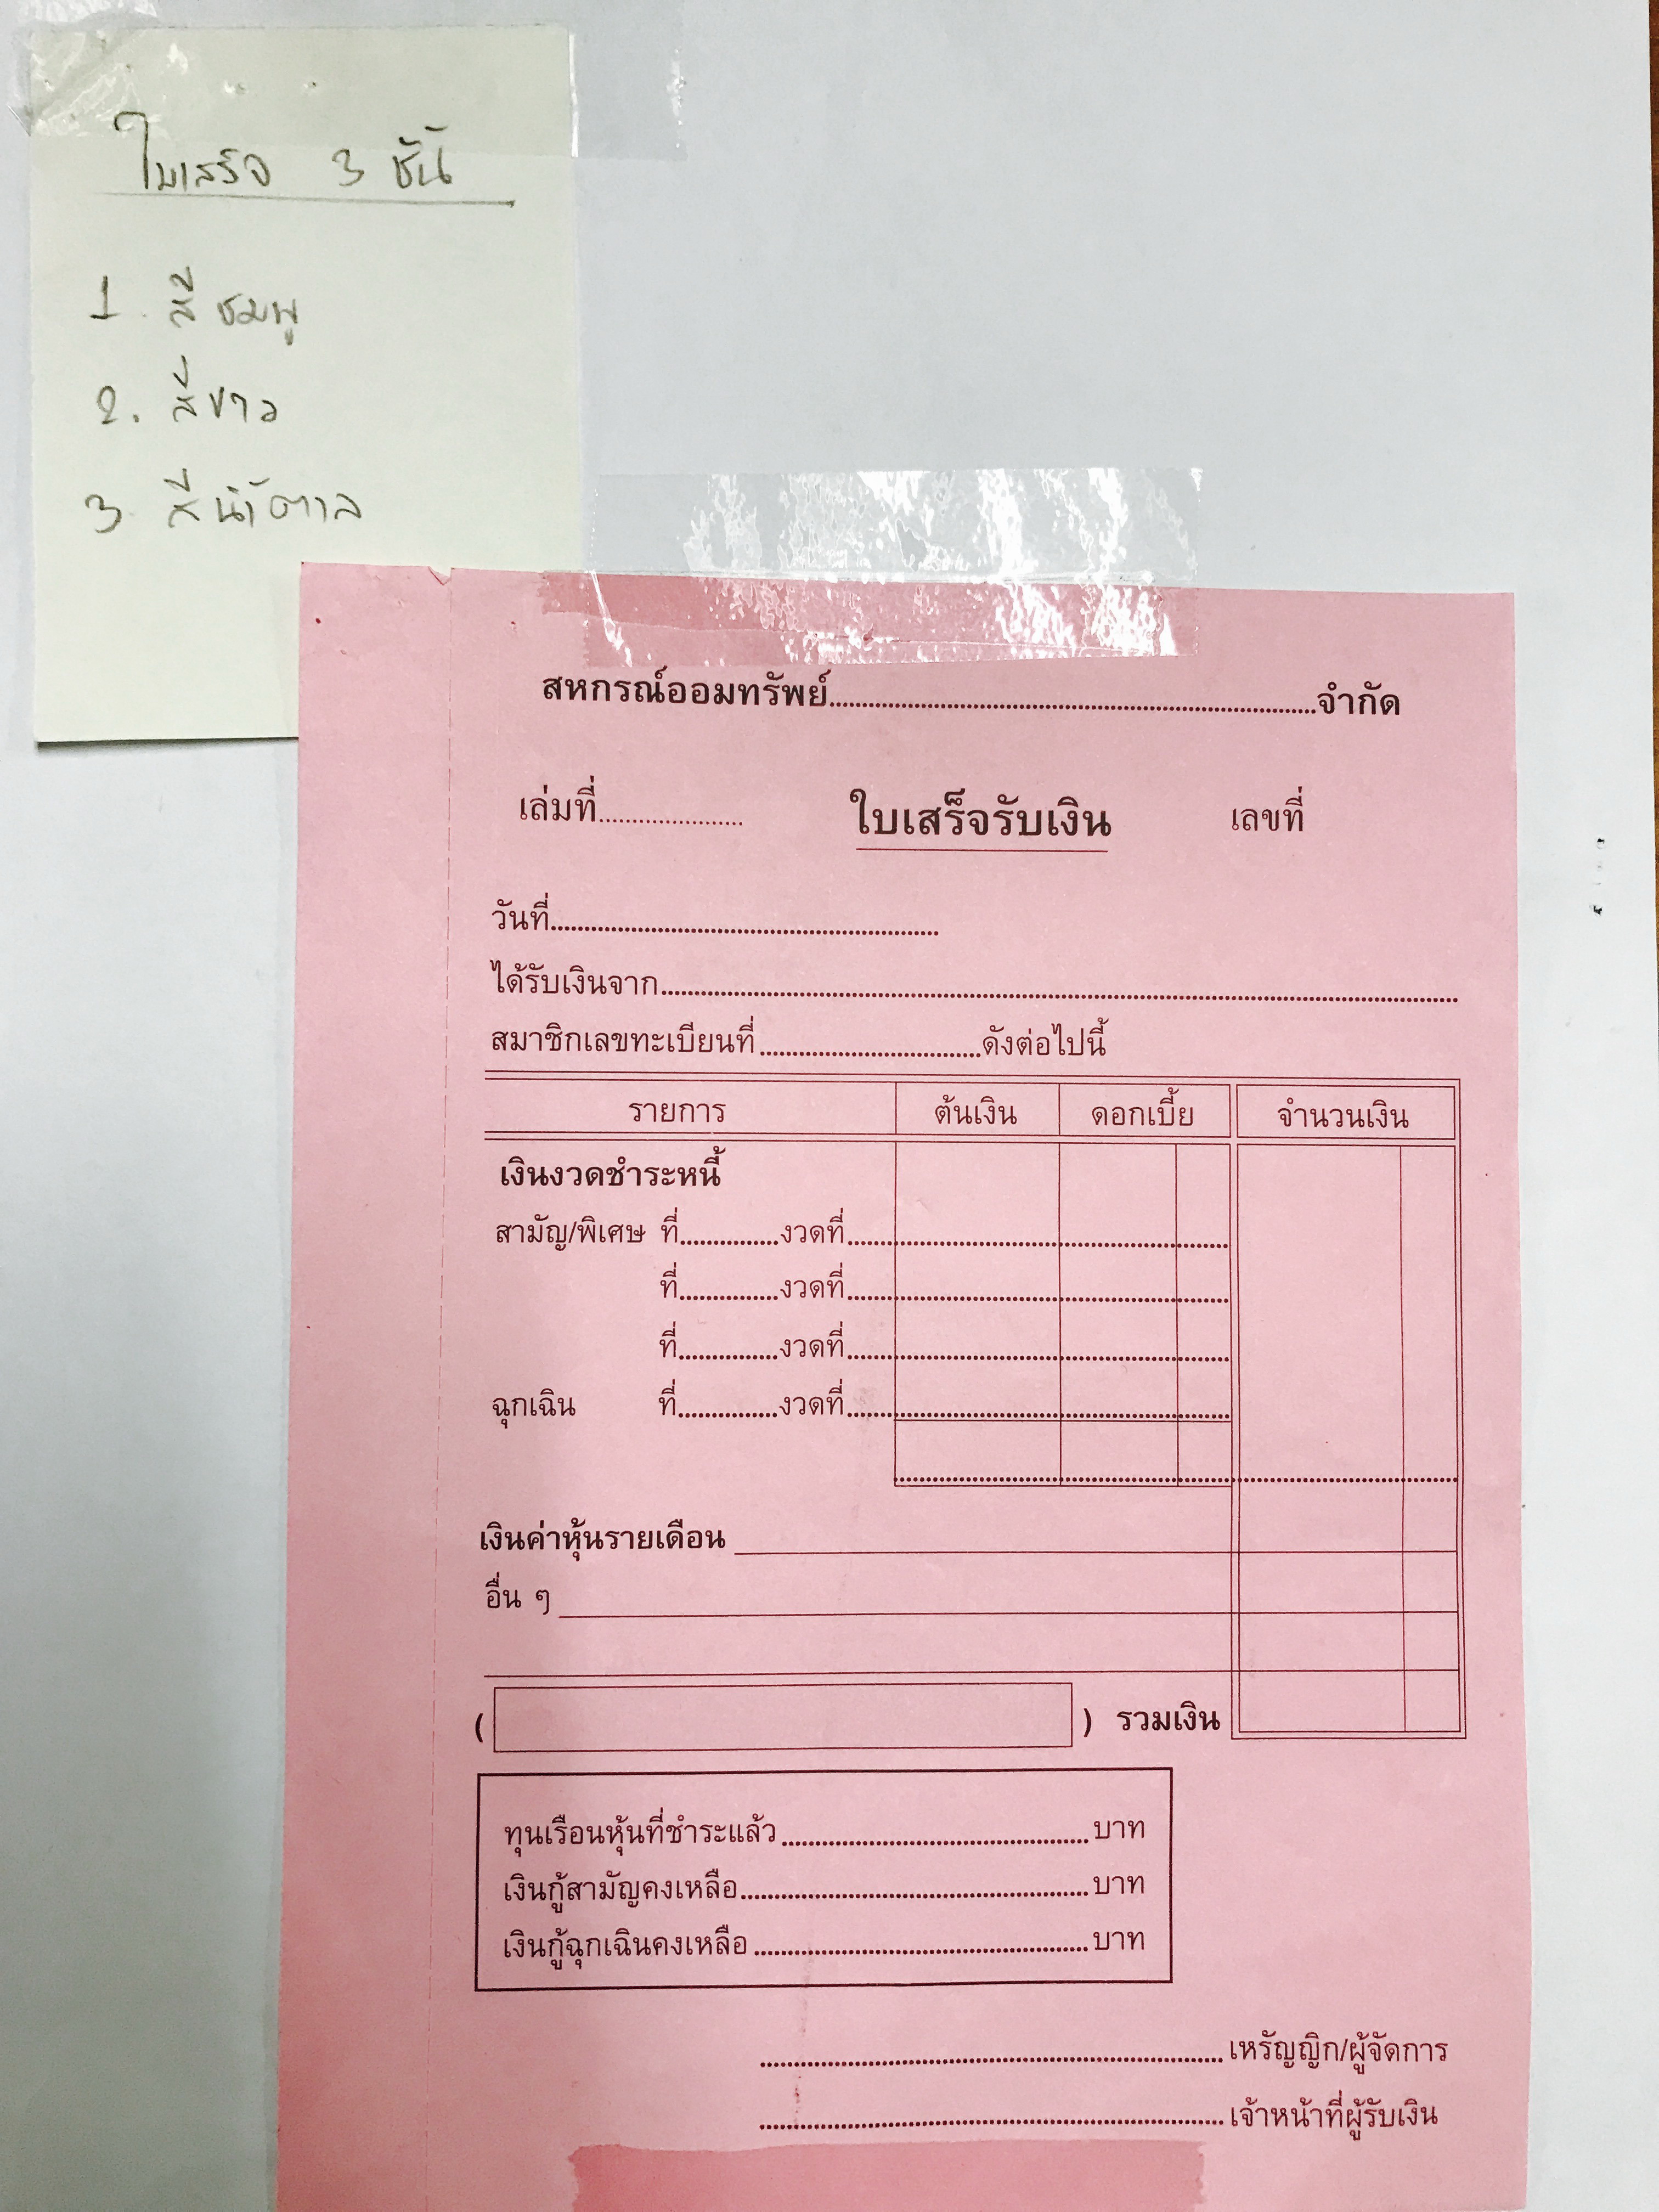 ใบเสร็จ 3 ชั้น
1. สีชมพู
2. สีขาว
3. สีน้ำตาล
สหกรณ์ออมทรัพย์..............................จำกัด
เล่มที่..................... ใบเสร็จรับเงิน เลขที่
วันที่..............................
ได้รับเงินจาก..............................
สมาชิกเลขทะเบียนที่..............................ดังต่อไปนี้
รายการ ต้นเงิน ดอกเบี้ย จำนวนเงิน
เงินงวดชำระหนี้
สามัญ/พิเศษ ที่...............งวดที่...............
ที่...............งวดที่...............
ที่...............งวดที่...............
ฉุกเฉิน ที่...............งวดที่...............
เงินค่าหุ้นรายเดือน
อื่น ๆ
( ) รวมเงิน
ทุนเรือนหุ้นที่ชำระแล้ว..............................บาท
เงินกู้สามัญคงเหลือ..............................บาท
เงินกู้ฉุกเฉินคงเหลือ..............................บาท
..............................เหรัญญิก/ผู้จัดการ
..............................เจ้าหน้าที่ผู้รับเงิน